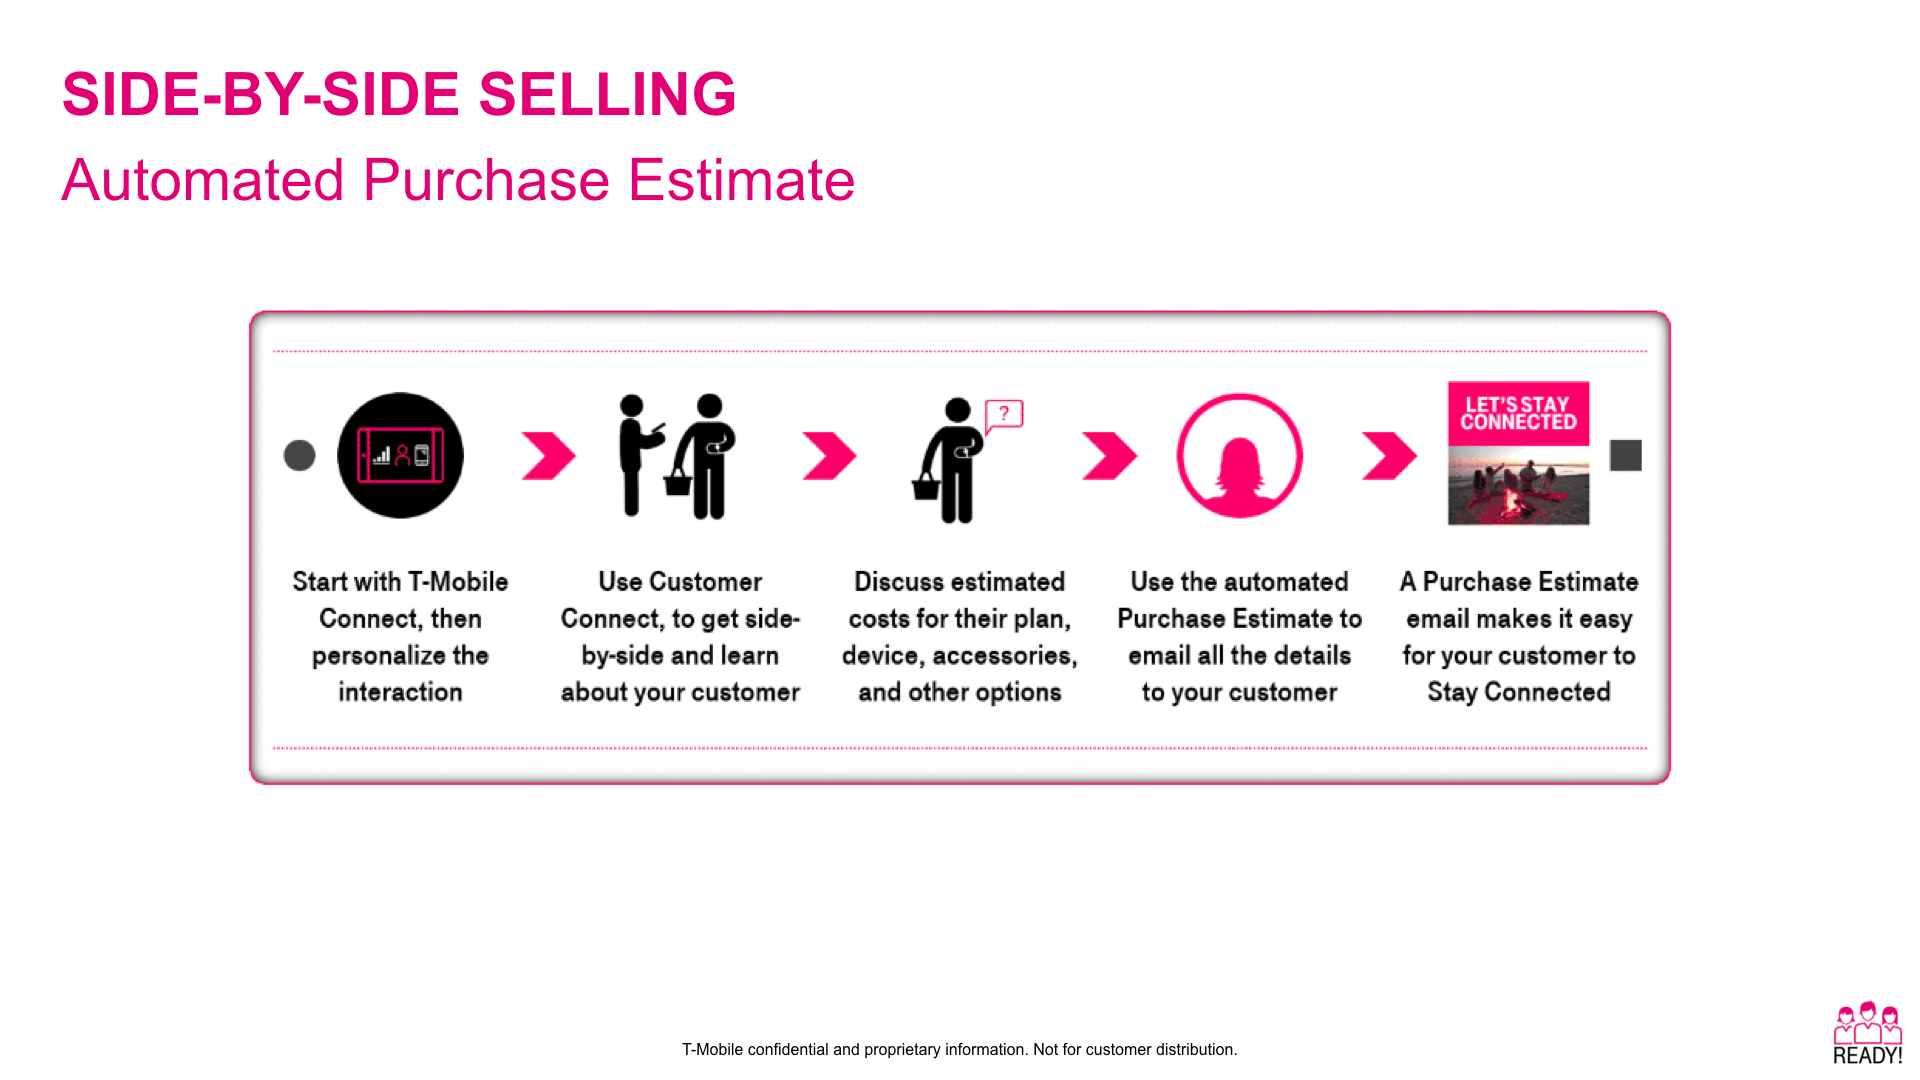 SIDE-BY-SIDE SELLING
Automated Purchase Estimate
?
LET'S STAY
CONNECTED
Start with T-Mobile
Connect, then
personalize the
interaction
Use Customer
Connect, to get side-
by-side and learn
about your customer
Discuss estimated
costs for their plan,
device, accessories,
and other options
Use the automated
Purchase Estimate to
email all the details
to your customer
A Purchase Estimate
email makes it easy
for your customer to
Stay Connected
T-Mobile confidential and proprietary information. Not for customer distribution.
READY!